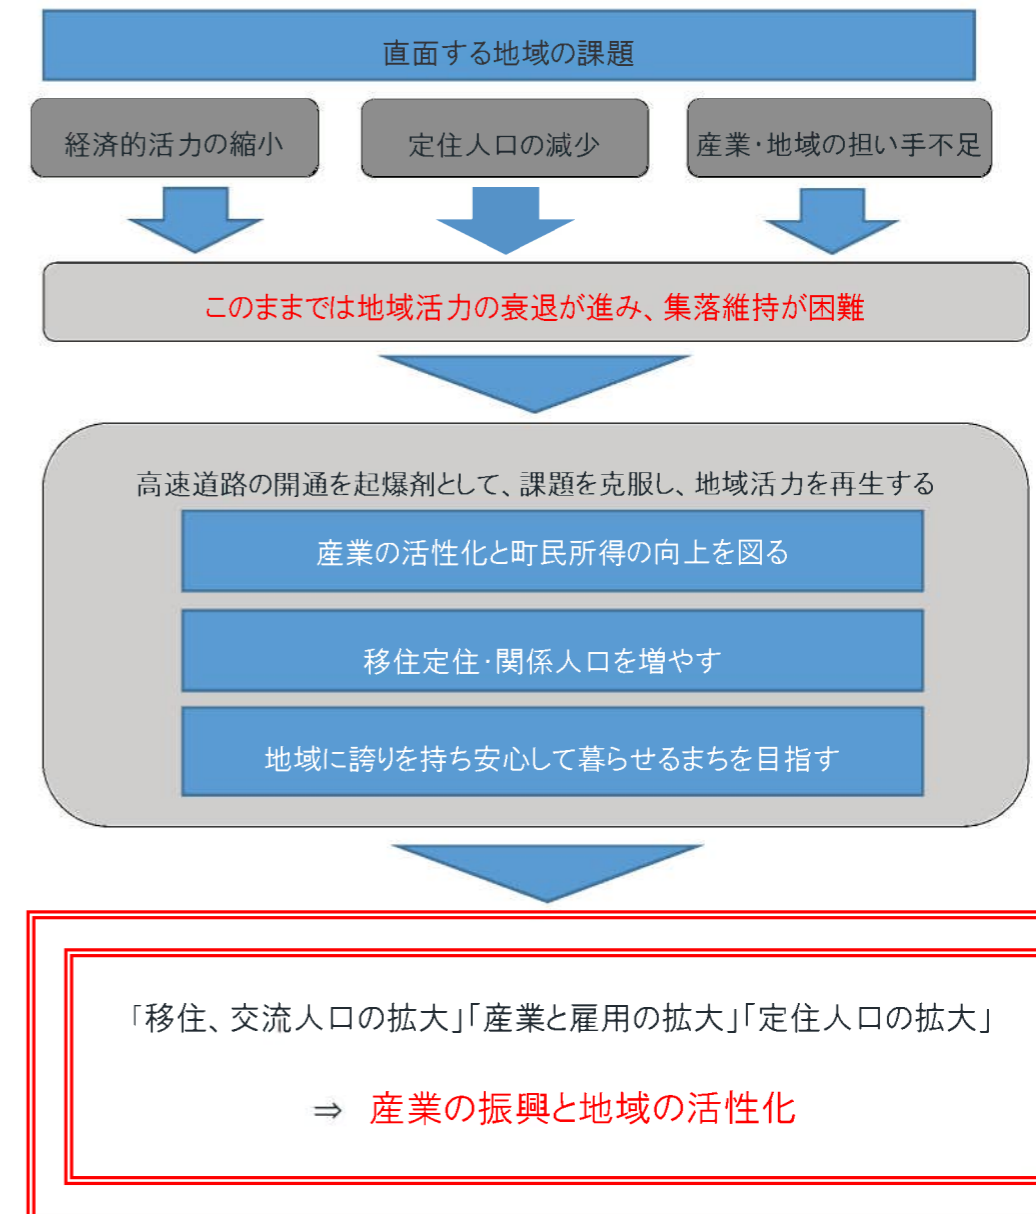 直面する地域の課題
経済的活力の縮小
定住人口の減少
産業・地域の担い手不足
このままでは地域活力の衰退が進み、集落維持が困難
高速道路の開通を起爆剤として、課題を克服し、地域活力を再生する
産業の活性化と町民所得の向上を図る
移住定住・関係人口を増やす
地域に誇りを持ち安心して暮らせるまちを目指す
「移住、交流人口の拡大」「産業と雇用の拡大」「定住人口の拡大」
⇒ 産業の振興と地域の活性化